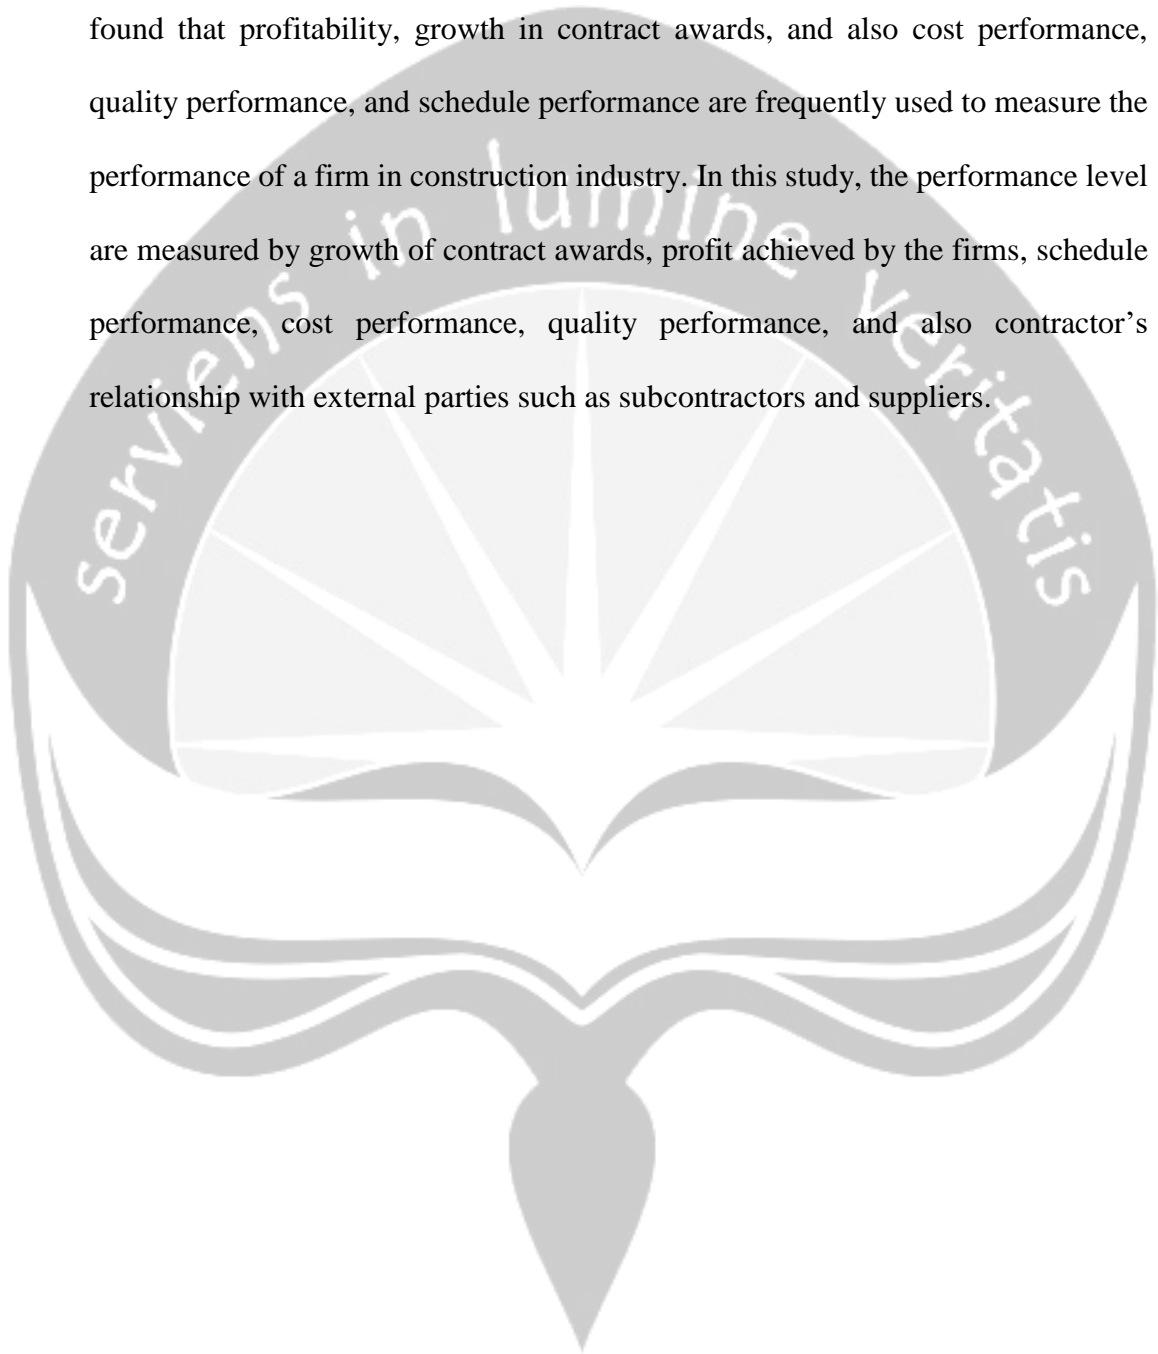 found that profitability, growth in contract awards, and also cost performance,
quality performance, and schedule performance are frequently used to measure the
performance of a firm in construction industry. In this study, the performance level
are measured by growth of contract awards, profit achieved by the firms, schedule
performance, cost performance, quality performance, and also contractor’s
relationship with external parties such as subcontractors and suppliers.
serviens in lumine veritatis